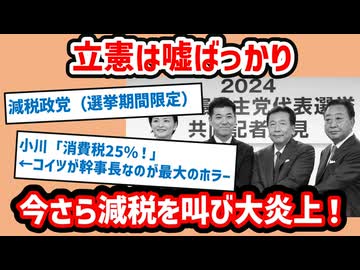 立憲は嘘ばっかり
2024
減税政党（選挙期間限定）
主党代表選挙
共 記者 見
小川「消費税25%！」
←コイツが幹事長なのが最大のホラー
今さら減税を叫び大炎上！